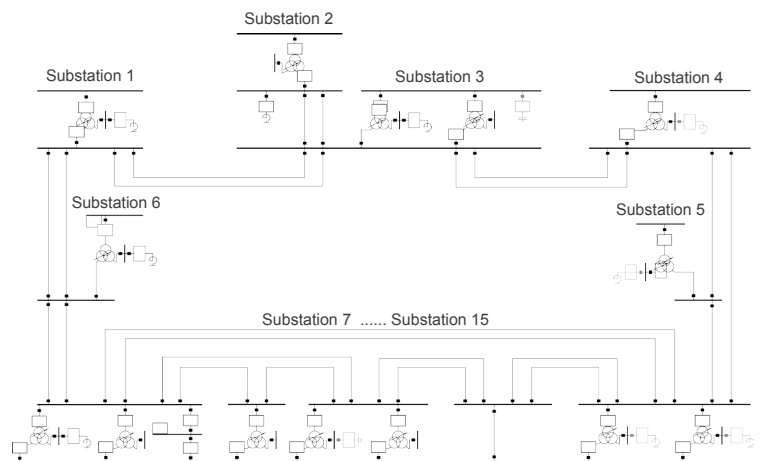 Substation 2
Substation 1
Substation 3
Substation 4
Substation 6
Substation 5
Substation 7 ...... Substation 15